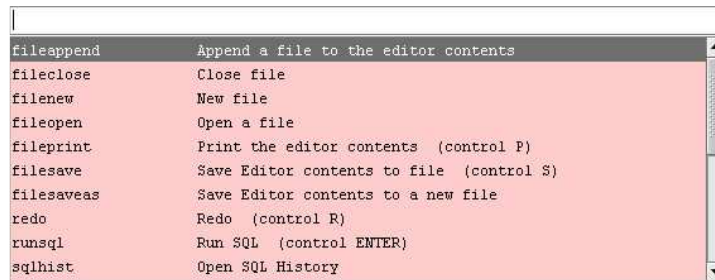 fileappend Append a file to the editor contents
fileclose Close file
filenew New file
fileopen Open a file
fileprint Print the editor contents (control P)
filesave Save Editor contents to file (control S)
filesaveas Save Editor contents to a new file
redo Redo (control R)
runsql Run SQL (control ENTER)
sqlhist Open SQL History